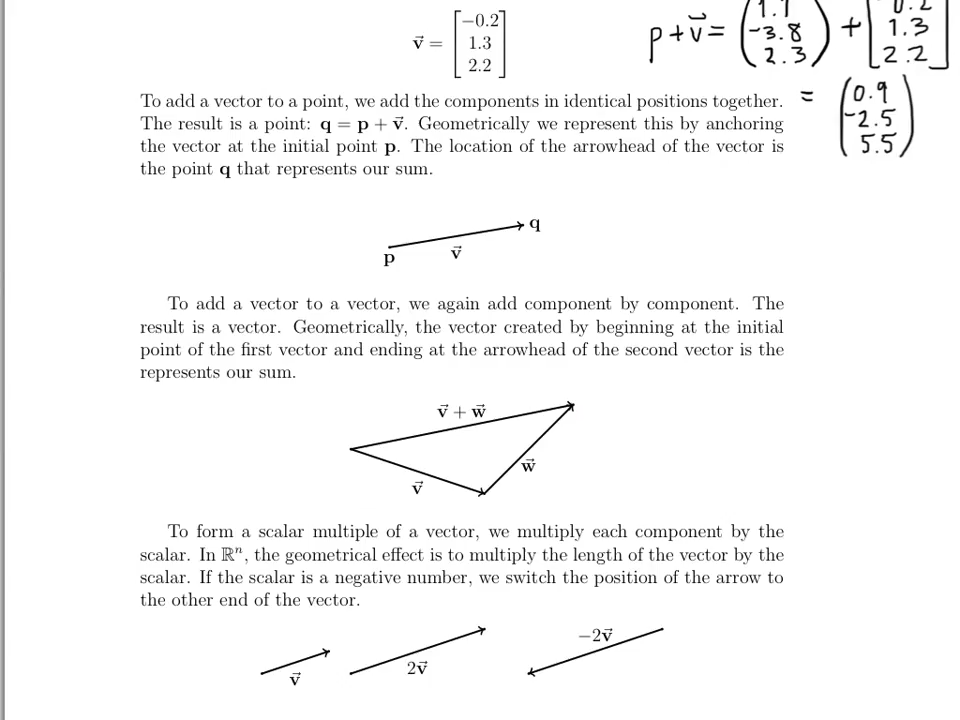 v⃗ = [−0.2
1.3
2.2]
p + v⃗ = (1.1
−3.8
2.3) + [0.2
1.3
2.2]
= (0.9
−2.5
5.5)
To add a vector to a point, we add the components in identical positions together.
The result is a point: q = p + v⃗. Geometrically we represent this by anchoring
the vector at the initial point p. The location of the arrowhead of the vector is
the point q that represents our sum.
q
p
v⃗
To add a vector to a vector, we again add component by component. The
result is a vector. Geometrically, the vector created by beginning at the initial
point of the first vector and ending at the arrowhead of the second vector is the
represents our sum.
v⃗ + w⃗
w⃗
v⃗
To form a scalar multiple of a vector, we multiply each component by the
scalar. In ℝⁿ, the geometrical effect is to multiply the length of the vector by the
scalar. If the scalar is a negative number, we switch the position of the arrow to
the other end of the vector.
v⃗
2v⃗
−2v⃗